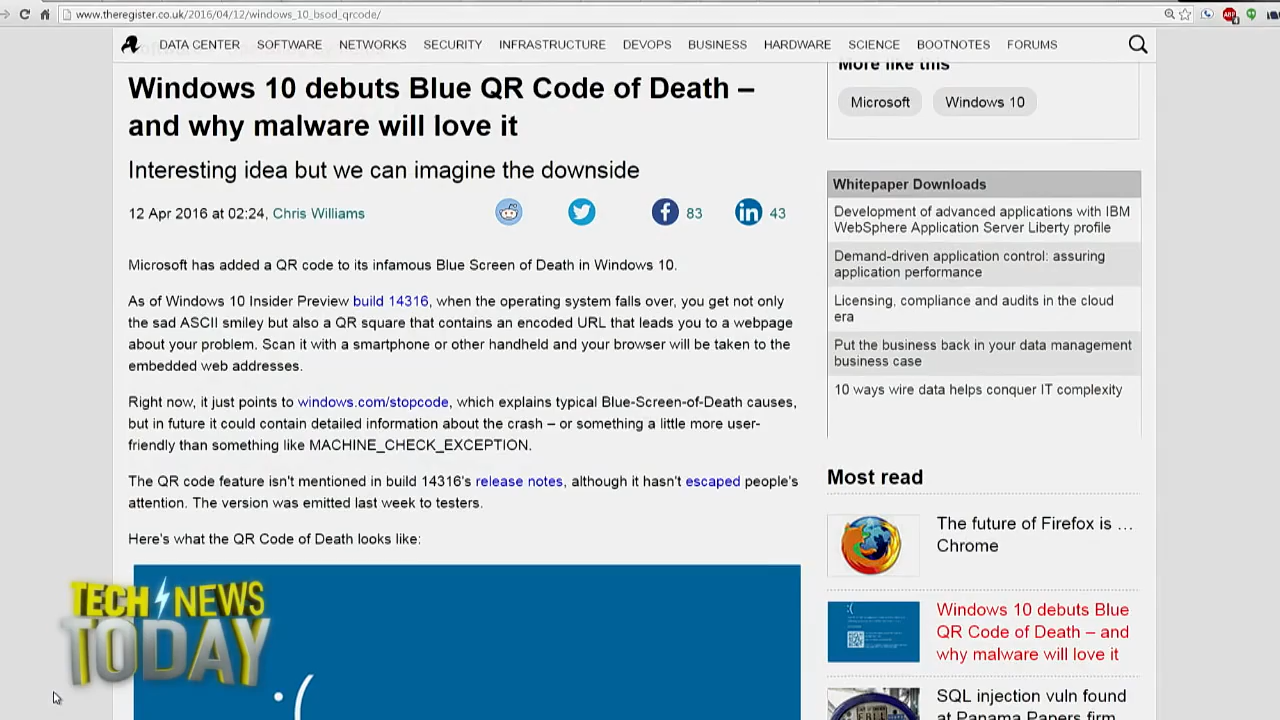 www.theregister.co.uk/2016/04/12/windows_10_bsod_qrcode/
ABP
DATA CENTER SOFTWARE NETWORKS SECURITY INFRASTRUCTURE DEVOPS BUSINESS HARDWARE SCIENCE BOOTNOTES FORUMS
Windows 10 debuts Blue QR Code of Death –
and why malware will love it
Interesting idea but we can imagine the downside
12 Apr 2016 at 02:24, Chris Williams
83
in 43
Microsoft has added a QR code to its infamous Blue Screen of Death in Windows 10.
As of Windows 10 Insider Preview build 14316, when the operating system falls over, you get not only
the sad ASCII smiley but also a QR square that contains an encoded URL that leads you to a webpage
about your problem. Scan it with a smartphone or other handheld and your browser will be taken to the
embedded web addresses.
Right now, it just points to windows.com/stopcode, which explains typical Blue-Screen-of-Death causes,
but in future it could contain detailed information about the crash – or something a little more user-
friendly than something like MACHINE_CHECK_EXCEPTION.
The QR code feature isn't mentioned in build 14316's release notes, although it hasn't escaped people's
attention. The version was emitted last week to testers.
Here's what the QR Code of Death looks like:
:(
TECH NEWS
TODAY
More like this
Microsoft Windows 10
Whitepaper Downloads
Development of advanced applications with IBM
WebSphere Application Server Liberty profile
Demand-driven application control: assuring
application performance
Licensing, compliance and audits in the cloud
era
Put the business back in your data management
business case
10 ways wire data helps conquer IT complexity
Most read
The future of Firefox is …
Chrome
:(
Windows 10 debuts Blue
QR Code of Death – and
why malware will love it
SQL injection vuln found
at Panama Papers firm